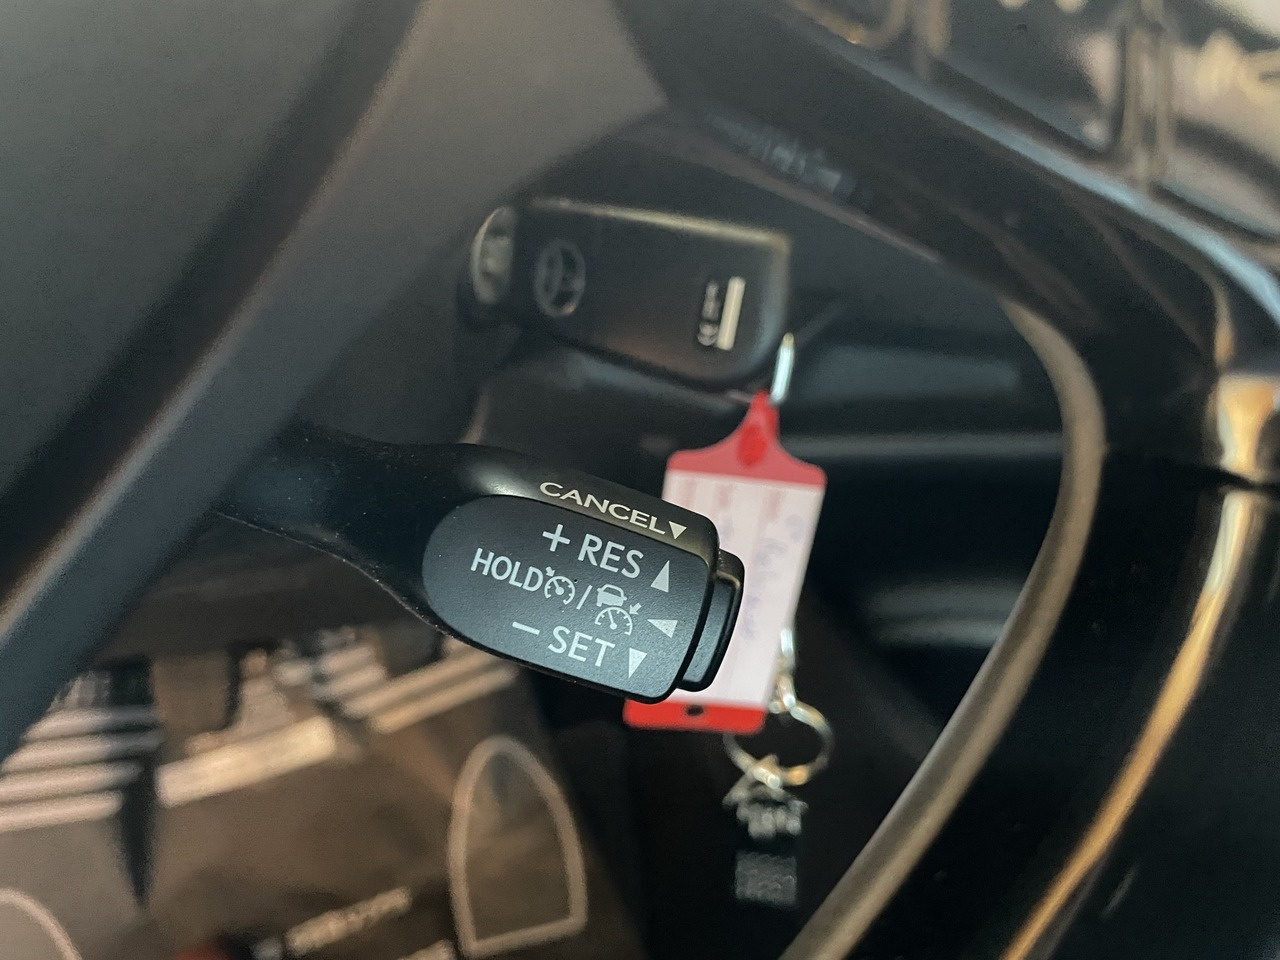 CANCEL▼
+ RES ▲
HOLD / ◀
– SET ▼